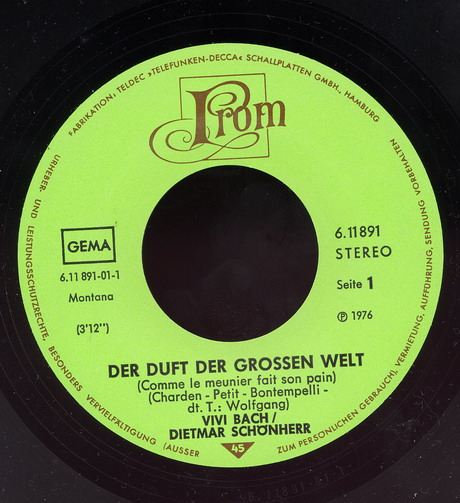 FABRIKATION: TELDEC »TELEFUNKEN-DECCA« SCHALLPLATTEN GMBH., HAMBURG
Prom
GEMA
6.11 891-01-1
Montana
(3'12")
6.11891
STEREO
Seite 1
℗ 1976
DER DUFT DER GROSSEN WELT
(Comme le meunier fait son pain)
(Charden - Petit - Bontempelli -
dt. T.: Wolfgang)
VIVI BACH/
DIETMAR SCHÖNHERR
45
URHEBER- UND LEISTUNGSSCHUTZRECHTE, BESONDERS VERVIELFÄLTIGUNG (AUSSER ZUM PERSÖNLICHEN GEBRAUCH), VERMIETUNG, AUFFÜHRUNG, SENDUNG VORBEHALTEN